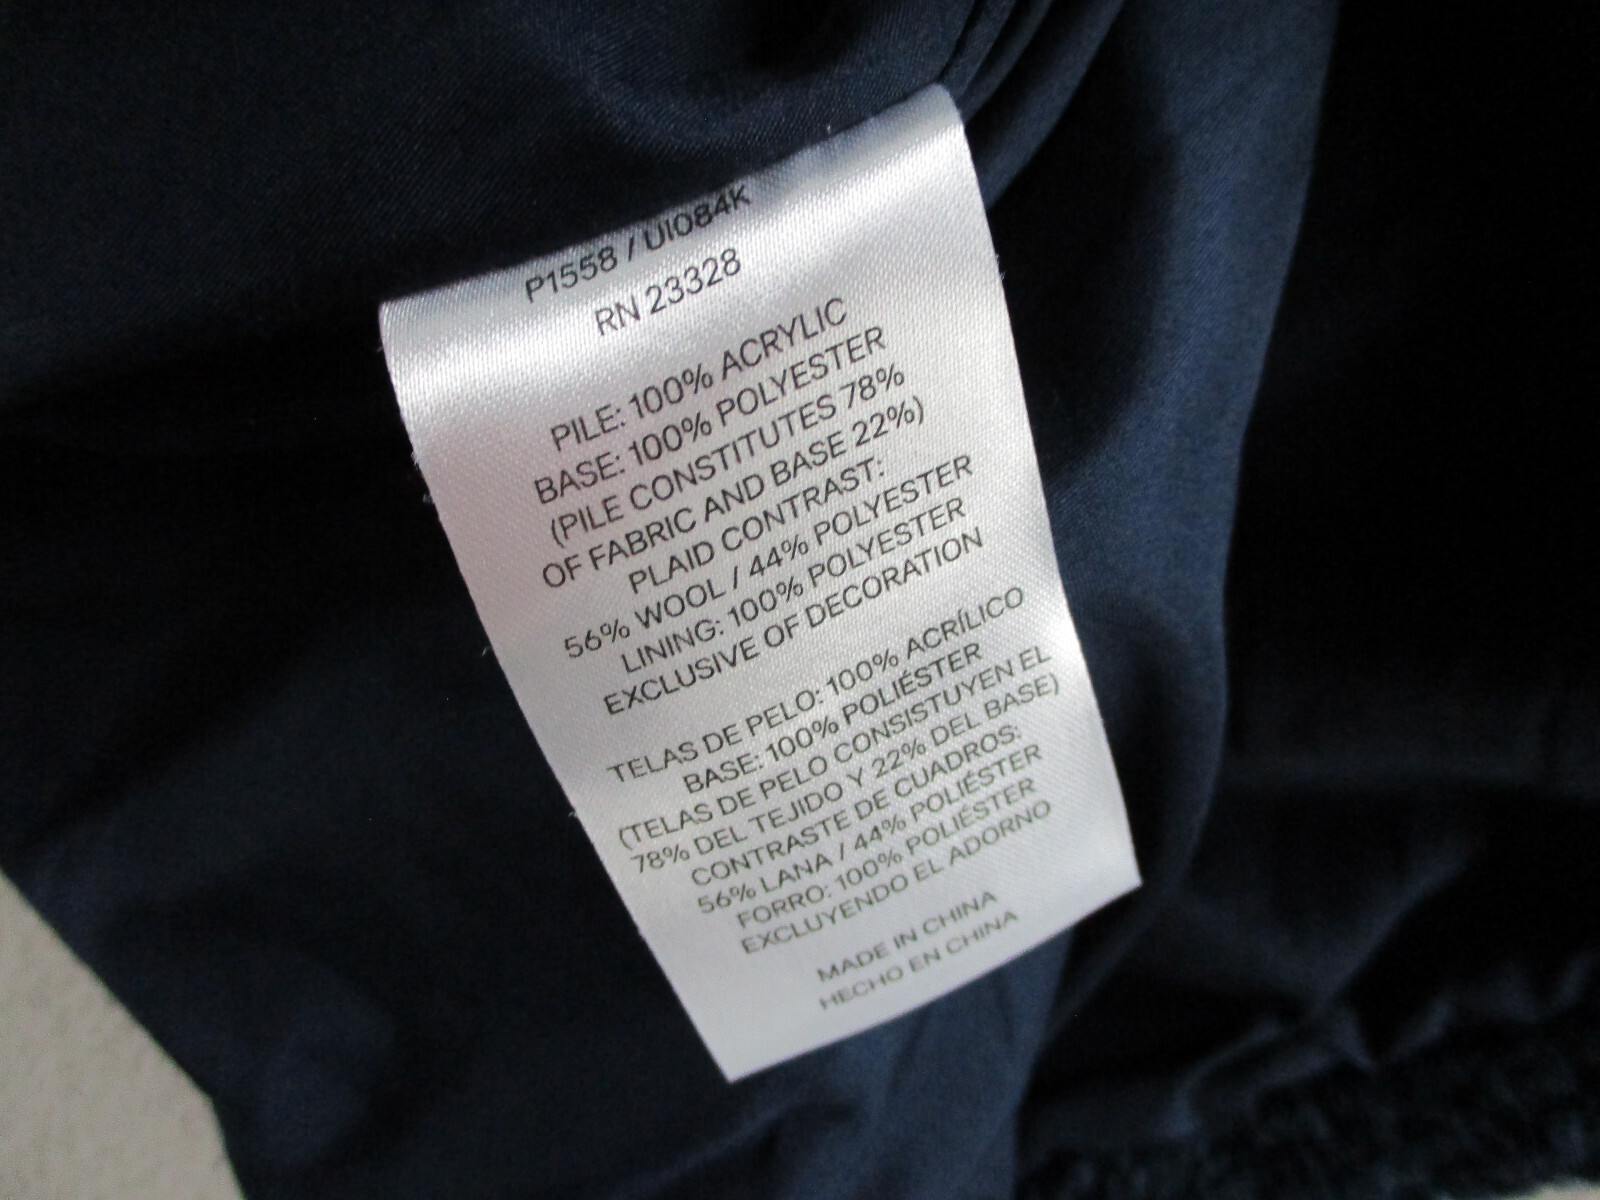 P1558 / UI084K
RN 23328
PILE: 100% ACRYLIC
BASE: 100% POLYESTER
(PILE CONSTITUTES 78%
OF FABRIC AND BASE 22%)
PLAID CONTRAST:
56% WOOL / 44% POLYESTER
LINING: 100% POLYESTER
EXCLUSIVE OF DECORATION
TELAS DE PELO: 100% ACRÍLICO
BASE: 100% POLIÉSTER
(TELAS DE PELO CONSISTUYEN EL
78% DEL TEJIDO Y 22% DEL BASE)
CONTRASTE DE CUADROS:
56% LANA / 44% POLIÉSTER
FORRO: 100% POLIÉSTER
EXCLUYENDO EL ADORNO
MADE IN CHINA
HECHO EN CHINA